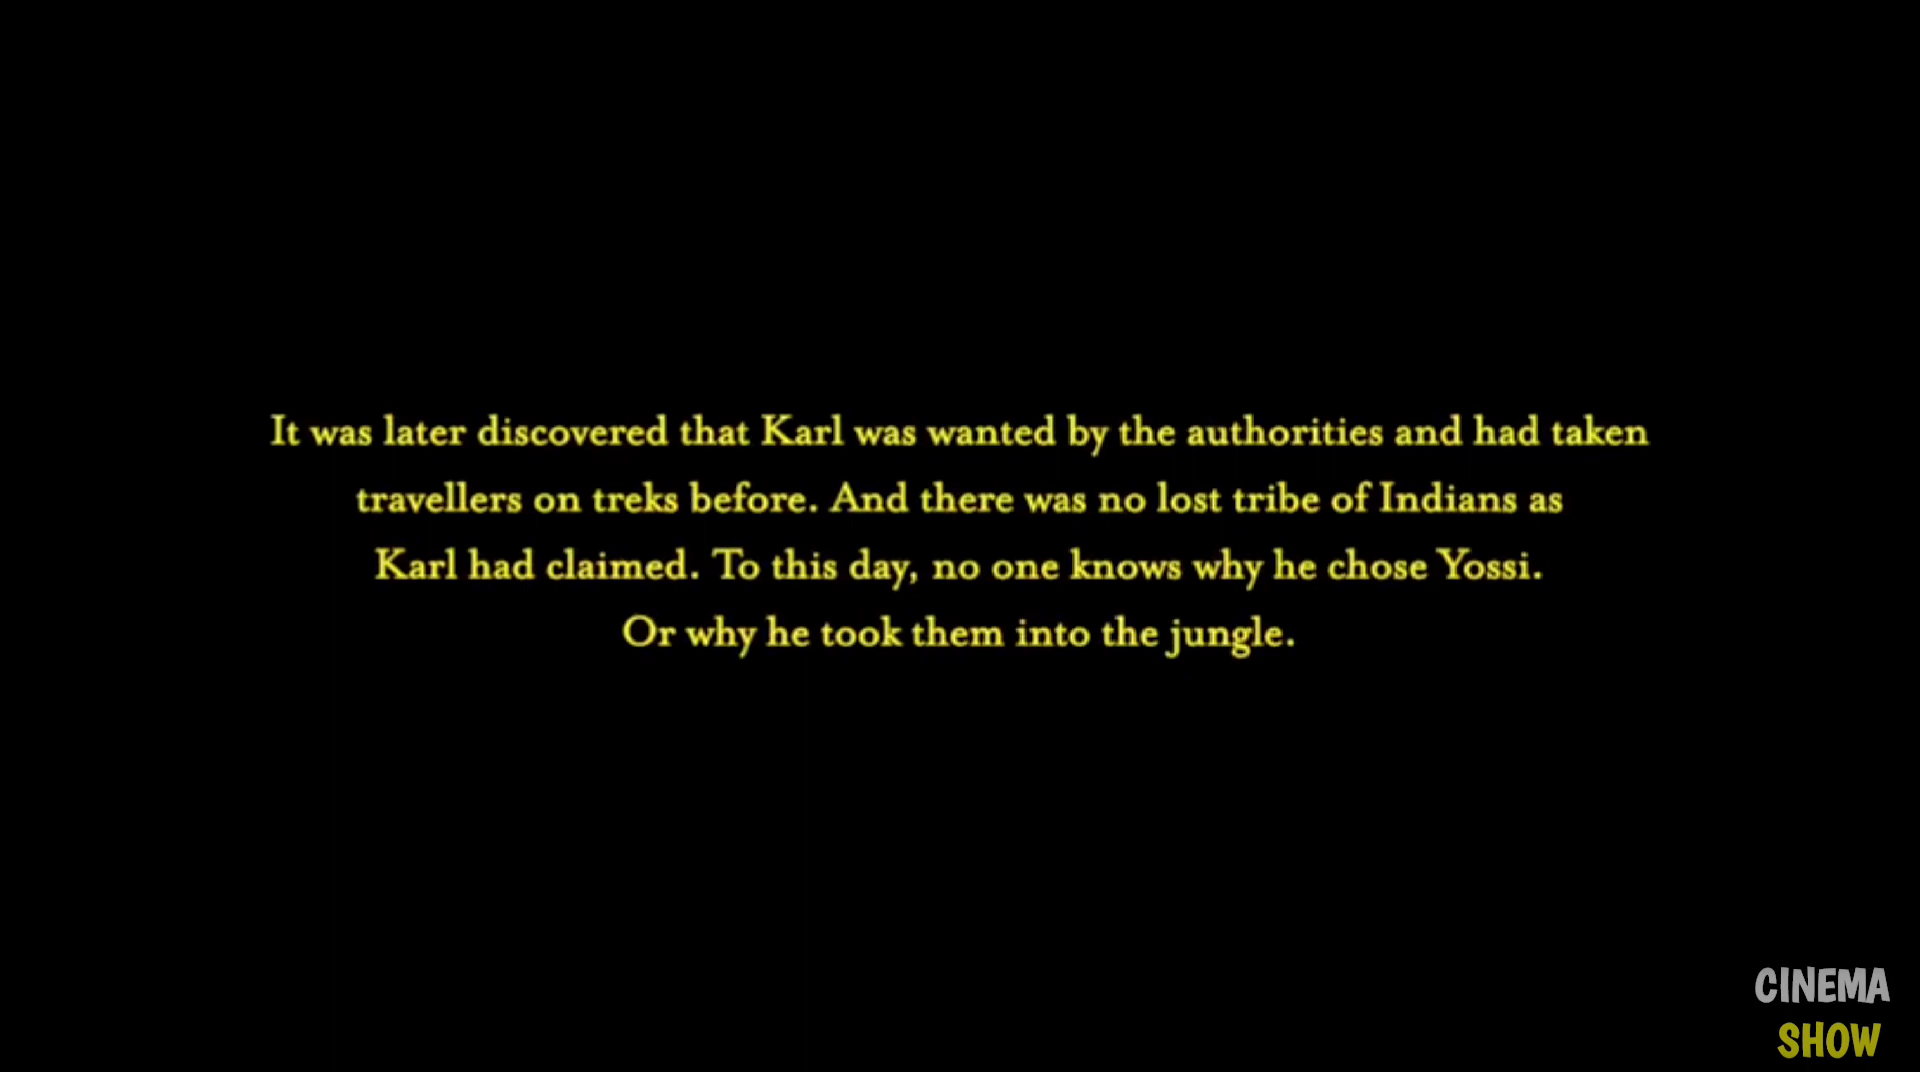 It was later discovered that Karl was wanted by the authorities and had taken
travellers on treks before. And there was no lost tribe of Indians as
Karl had claimed. To this day, no one knows why he chose Yossi.
Or why he took them into the jungle.
CINEMA
SHOW